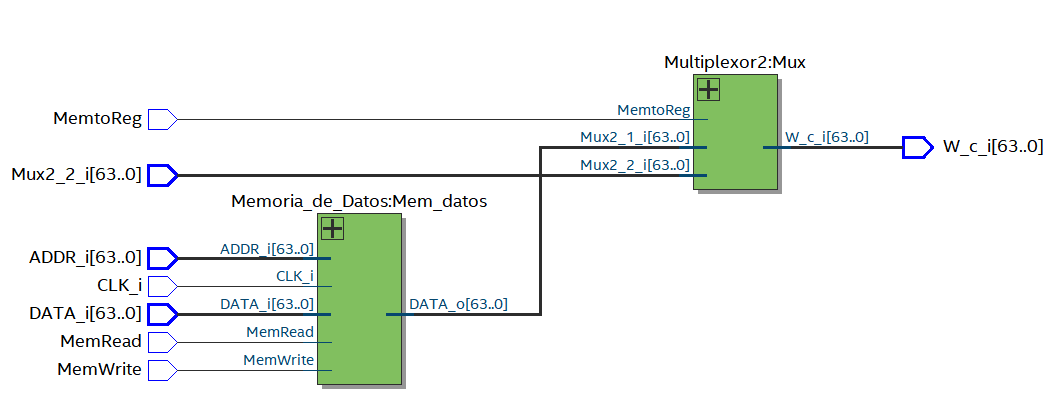 Multiplexor2:Mux
MemtoReg
MemtoReg
Mux2_1_i[63..0]
W_c_i[63..0]
W_c_i[63..0]
Mux2_2_i[63..0]
Mux2_2_i[63..0]
Memoria_de_Datos:Mem_datos
ADDR_i[63..0]
ADDR_i[63..0]
CLK_i
CLK_i
DATA_i[63..0]
DATA_i[63..0]
DATA_o[63..0]
MemRead
MemRead
MemWrite
MemWrite